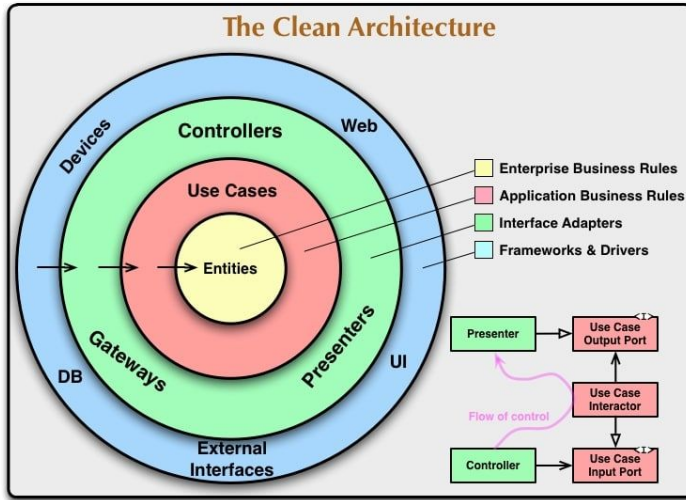 The Clean Architecture
Devices
Web
Controllers
Use Cases
Entities
Gateways
Presenters
DB
UI
External
Interfaces
Enterprise Business Rules
Application Business Rules
Interface Adapters
Frameworks & Drivers
Presenter
<I>
Use Case
Output Port
Use Case
Interactor
Flow of control
Controller
<I>
Use Case
Input Port